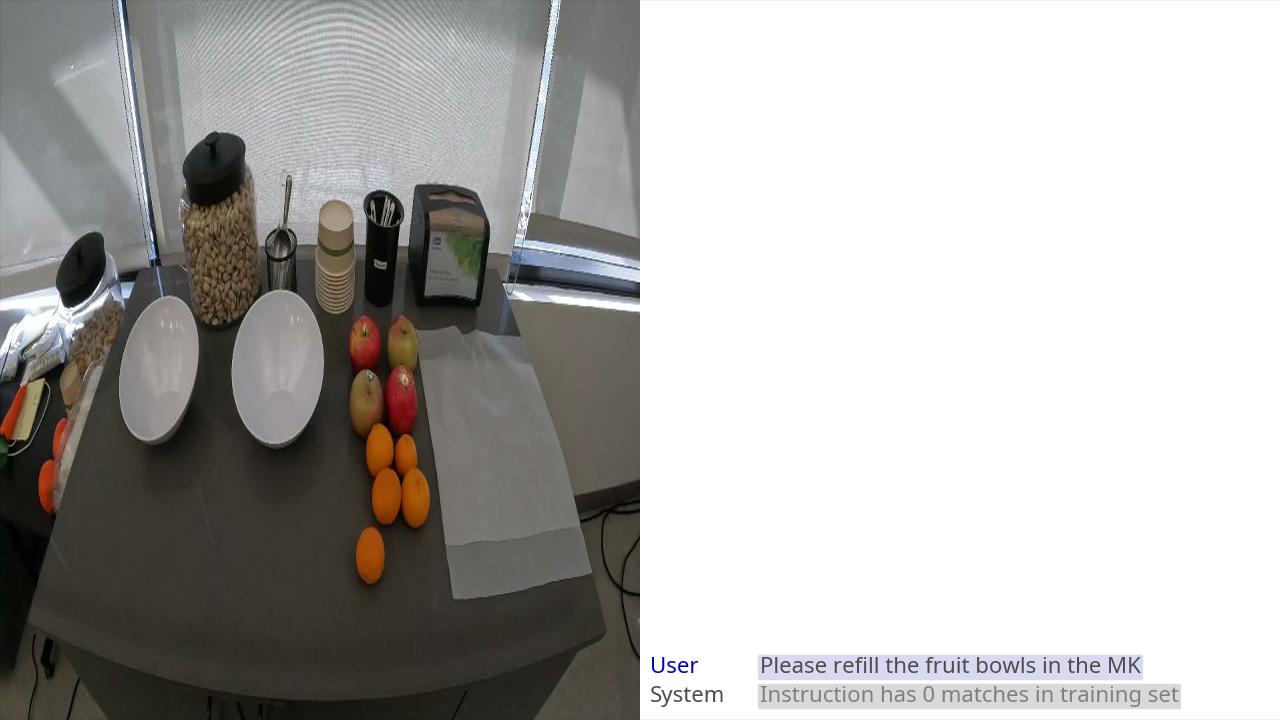 User Please refill the fruit bowls in the MK
System Instruction has 0 matches in training set